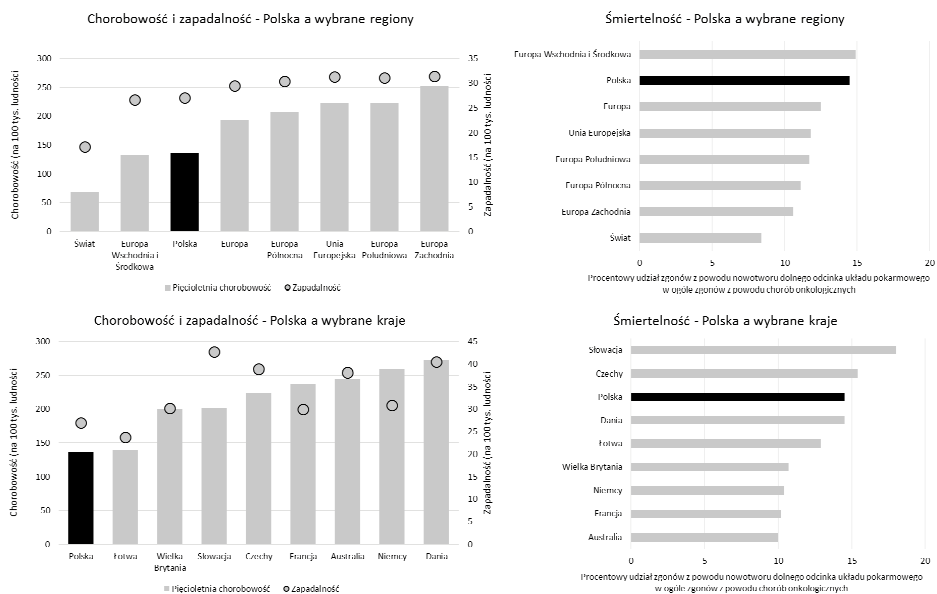 Chorobowość i zapadalność - Polska a wybrane regiony
Chorobowość (na 100 tys. ludności
300
250
200
150
100
50
0
35
30
25
20
15
10
5
0
Zapadalność (na 100 tys. ludności
Świat
Europa
Wschodnia i
Środkowa
Polska
Europa
Europa
Północna
Unia
Europejska
Europa
Południowa
Europa
Zachodnia
Pięcioletnia chorobowość
Zapadalność
Śmiertelność - Polska a wybrane regiony
Europa Wschodnia i Środkowa
Polska
Europa
Unia Europejska
Europa Południowa
Europa Północna
Europa Zachodnia
Świat
0 5 10 15 20
Procentowy udział zgonów z powodu nowotworu dolnego odcinka układu pokarmowego
w ogóle zgonów z powodu chorób onkologicznych
Chorobowość i zapadalność - Polska a wybrane kraje
Chorobowość (na 100 tys. ludności
300
250
200
150
100
50
0
45
40
35
30
25
20
15
10
5
0
Zapadalność (na 100 tys. ludności
Polska
Łotwa
Wielka
Brytania
Słowacja
Czechy
Francja
Australia
Niemcy
Dania
Pięcioletnia chorobowość
Zapadalność
Śmiertelność - Polska a wybrane kraje
Słowacja
Czechy
Polska
Dania
Łotwa
Wielka Brytania
Niemcy
Francja
Australia
0 5 10 15 20
Procentowy udział zgonów z powodu nowotworu dolnego odcinka układu pokarmowego
w ogóle zgonów z powodu chorób onkologicznych